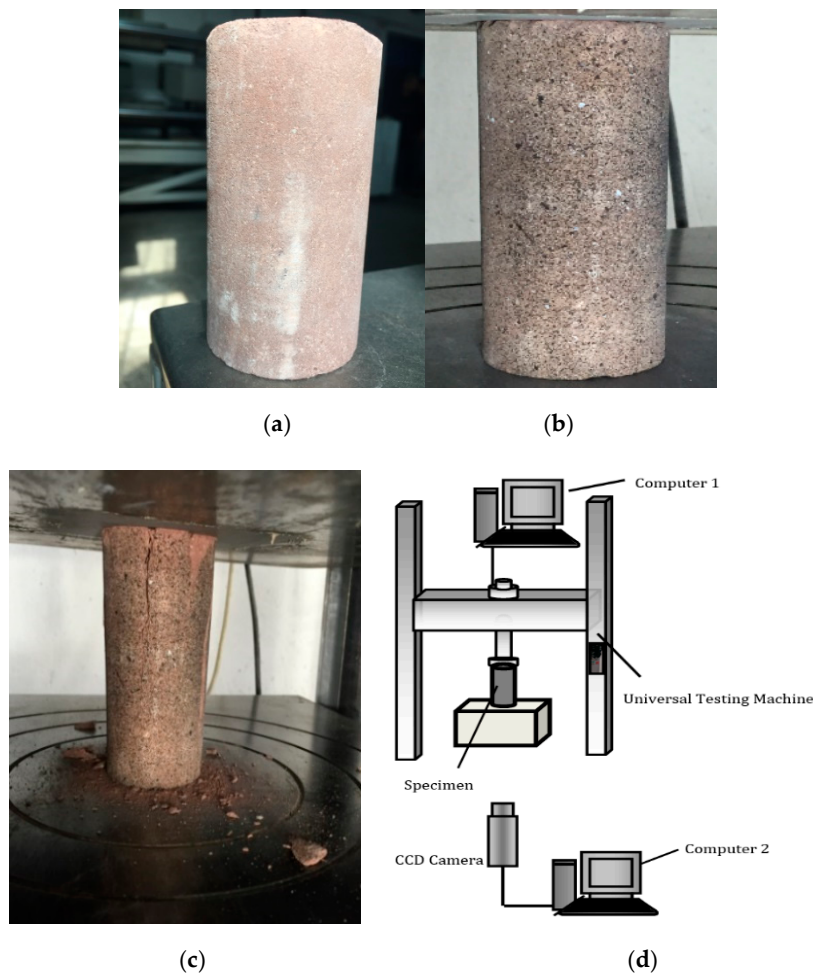 (a)
(b)
Computer 1
Universal Testing Machine
Specimen
CCD Camera
Computer 2
(c)
(d)